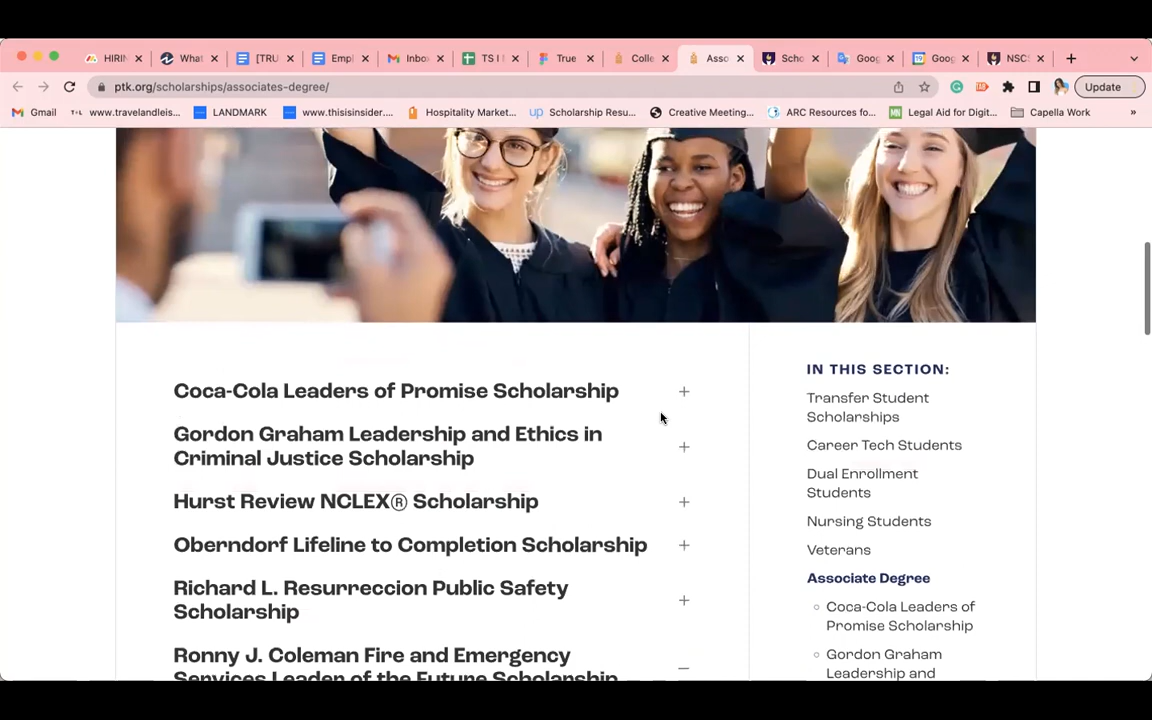 HIRIN
What
[TRU
Empl
Inbo
TS I
True
Colle
Asso
Scho
Goog
Goog
NSCS
ptk.org/scholarships/associates-degree/
Update
Gmail
www.travelandleis...
LANDMARK
www.thisisinsider....
Hospitality Market...
up Scholarship Resu...
Creative Meeting...
ARC Resources fo...
Legal Aid for Digit...
Capella Work
»
Coca-Cola Leaders of Promise Scholarship
Gordon Graham Leadership and Ethics in
Criminal Justice Scholarship
Hurst Review NCLEX® Scholarship
Oberndorf Lifeline to Completion Scholarship
Richard L. Resurreccion Public Safety
Scholarship
Ronny J. Coleman Fire and Emergency
Services Leader of the Future Scholarship
IN THIS SECTION:
Transfer Student
Scholarships
Career Tech Students
Dual Enrollment
Students
Nursing Students
Veterans
Associate Degree
Coca-Cola Leaders of
Promise Scholarship
Gordon Graham
Leadership and